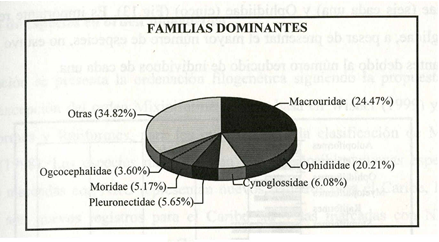 FAMILIAS DOMINANTES
Macrouridae (24.47%)
Otras (34.82%)
Ophidiidae (20.21%)
Ogcocephalidae (3.60%)
Moridae (5.17%)
Cynoglossidae (6.08%)
Pleuronectidae (5.65%)